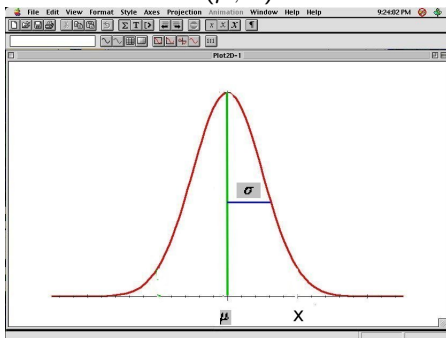 File Edit View Format Style Axes Projection Animation Window Help Help 9:24:02 PM
Σ T
x x X ¶
Plot2D-1
σ
μ x